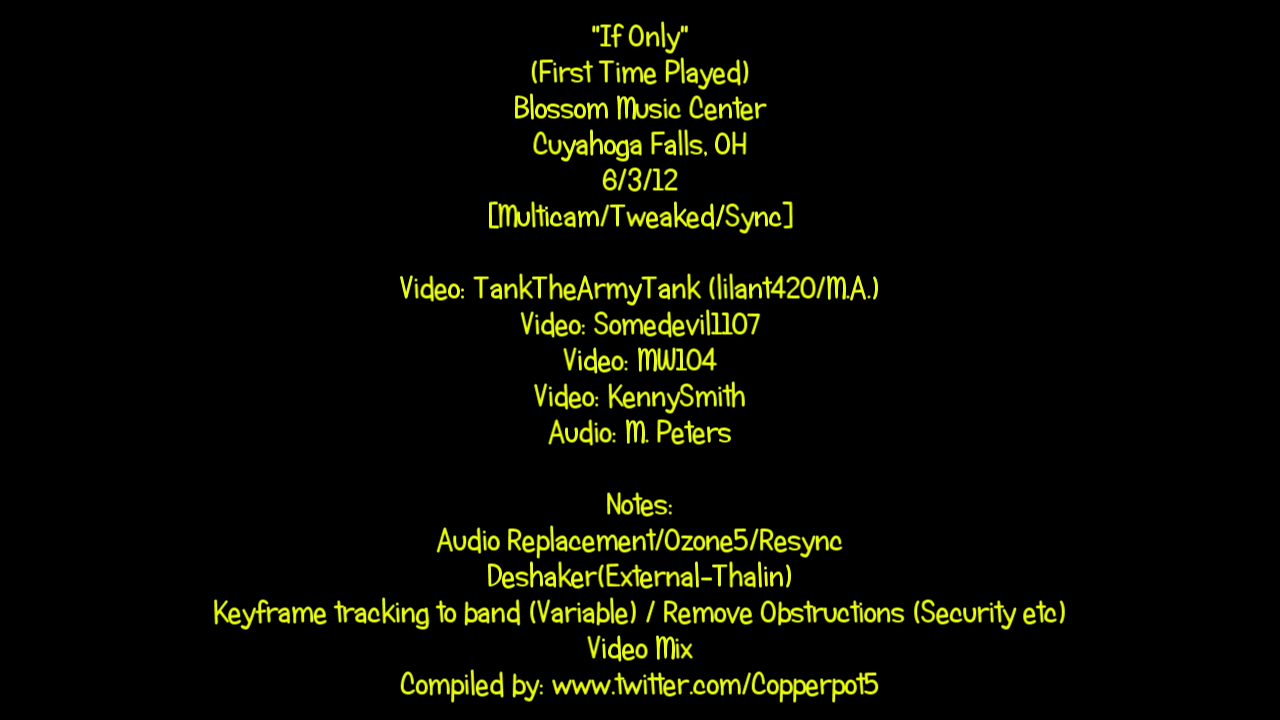 "If Only"
(First Time Played)
Blossom Music Center
Cuyahoga Falls, OH
6/3/12
[Multicam/Tweaked/Sync]
Video: TankTheArmyTank (lilant420/M.A.)
Video: Somedevil1107
Video: MW104
Video: KennySmith
Audio: M. Peters
Notes:
Audio Replacement/Ozone5/Resync
Deshaker(External-Thalin)
Keyframe tracking to band (Variable) / Remove Obstructions (Security etc)
Video Mix
Compiled by: www.twitter.com/Copperpot5